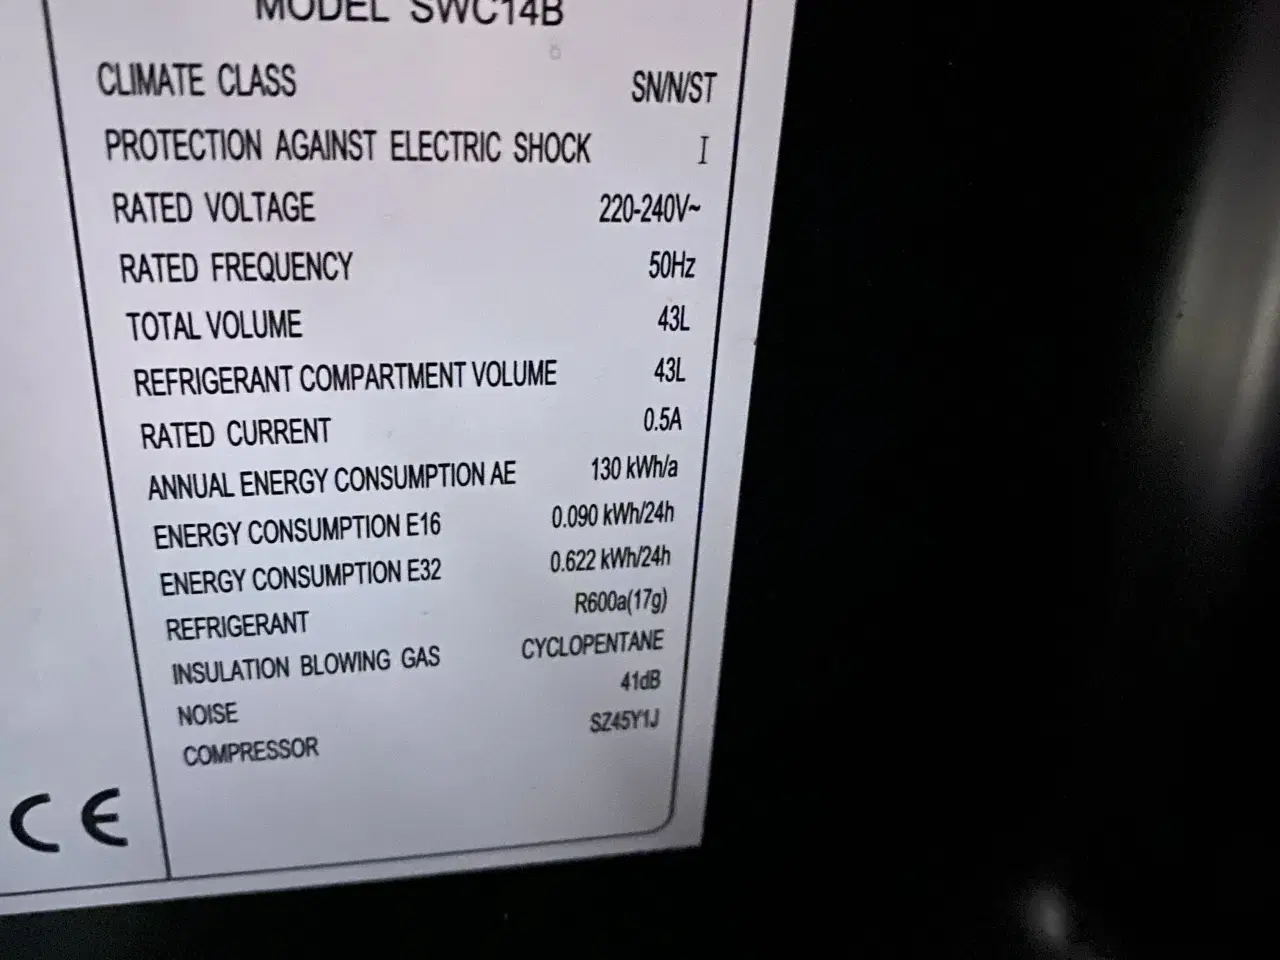 MODEL SWC14B
CLIMATE CLASS SN/N/ST
PROTECTION AGAINST ELECTRIC SHOCK I
RATED VOLTAGE 220-240V~
RATED FREQUENCY 50Hz
TOTAL VOLUME 43L
REFRIGERANT COMPARTMENT VOLUME 43L
RATED CURRENT 0.5A
ANNUAL ENERGY CONSUMPTION AE 130 kWh/a
ENERGY CONSUMPTION E16 0.090 kWh/24h
ENERGY CONSUMPTION E32 0.622 kWh/24h
REFRIGERANT R600a(17g)
INSULATION BLOWING GAS CYCLOPENTANE
NOISE 41dB
COMPRESSOR SZ45Y1J
CE